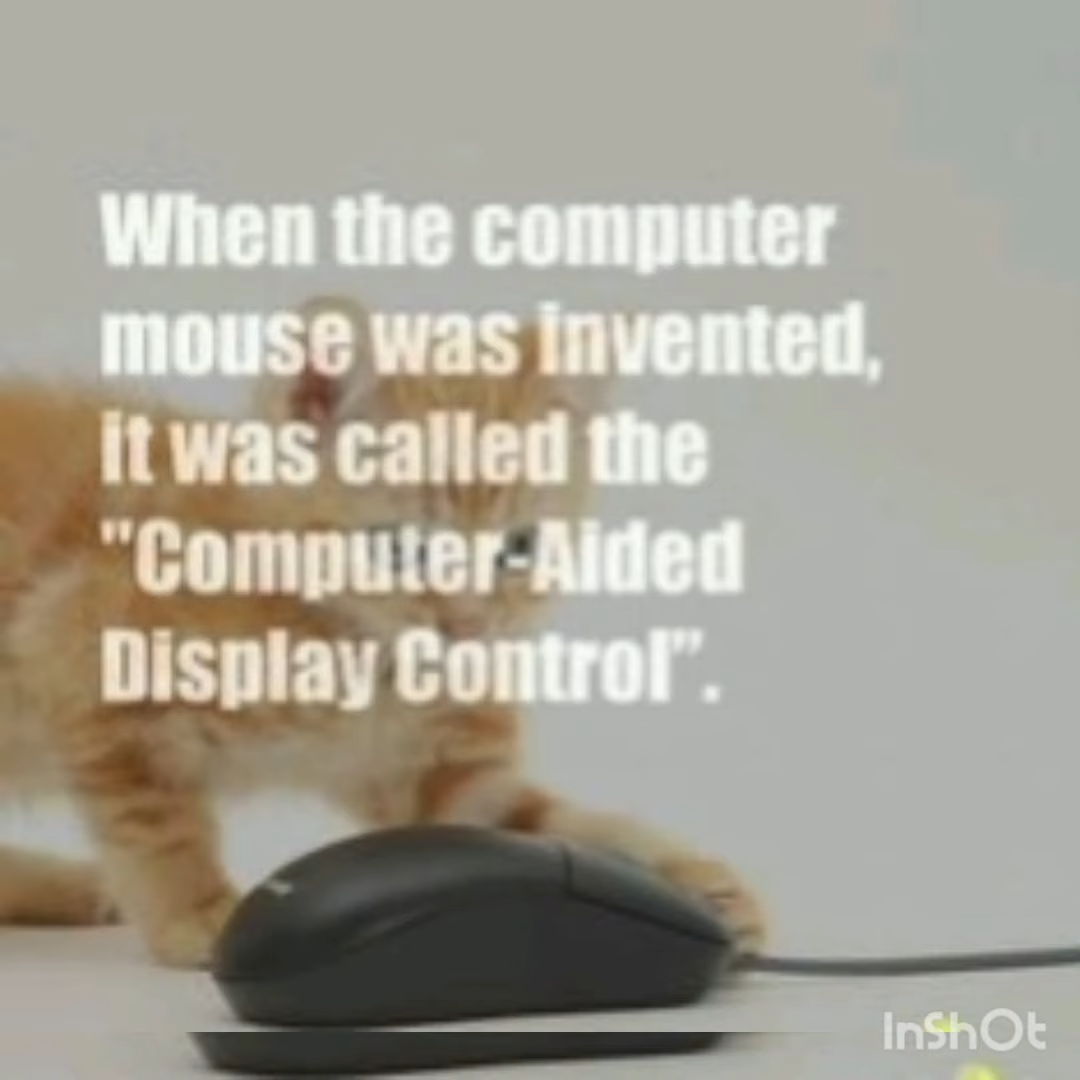 When the computer
mouse was invented,
it was called the
"Computer-Aided
Display Control”.
InShOt